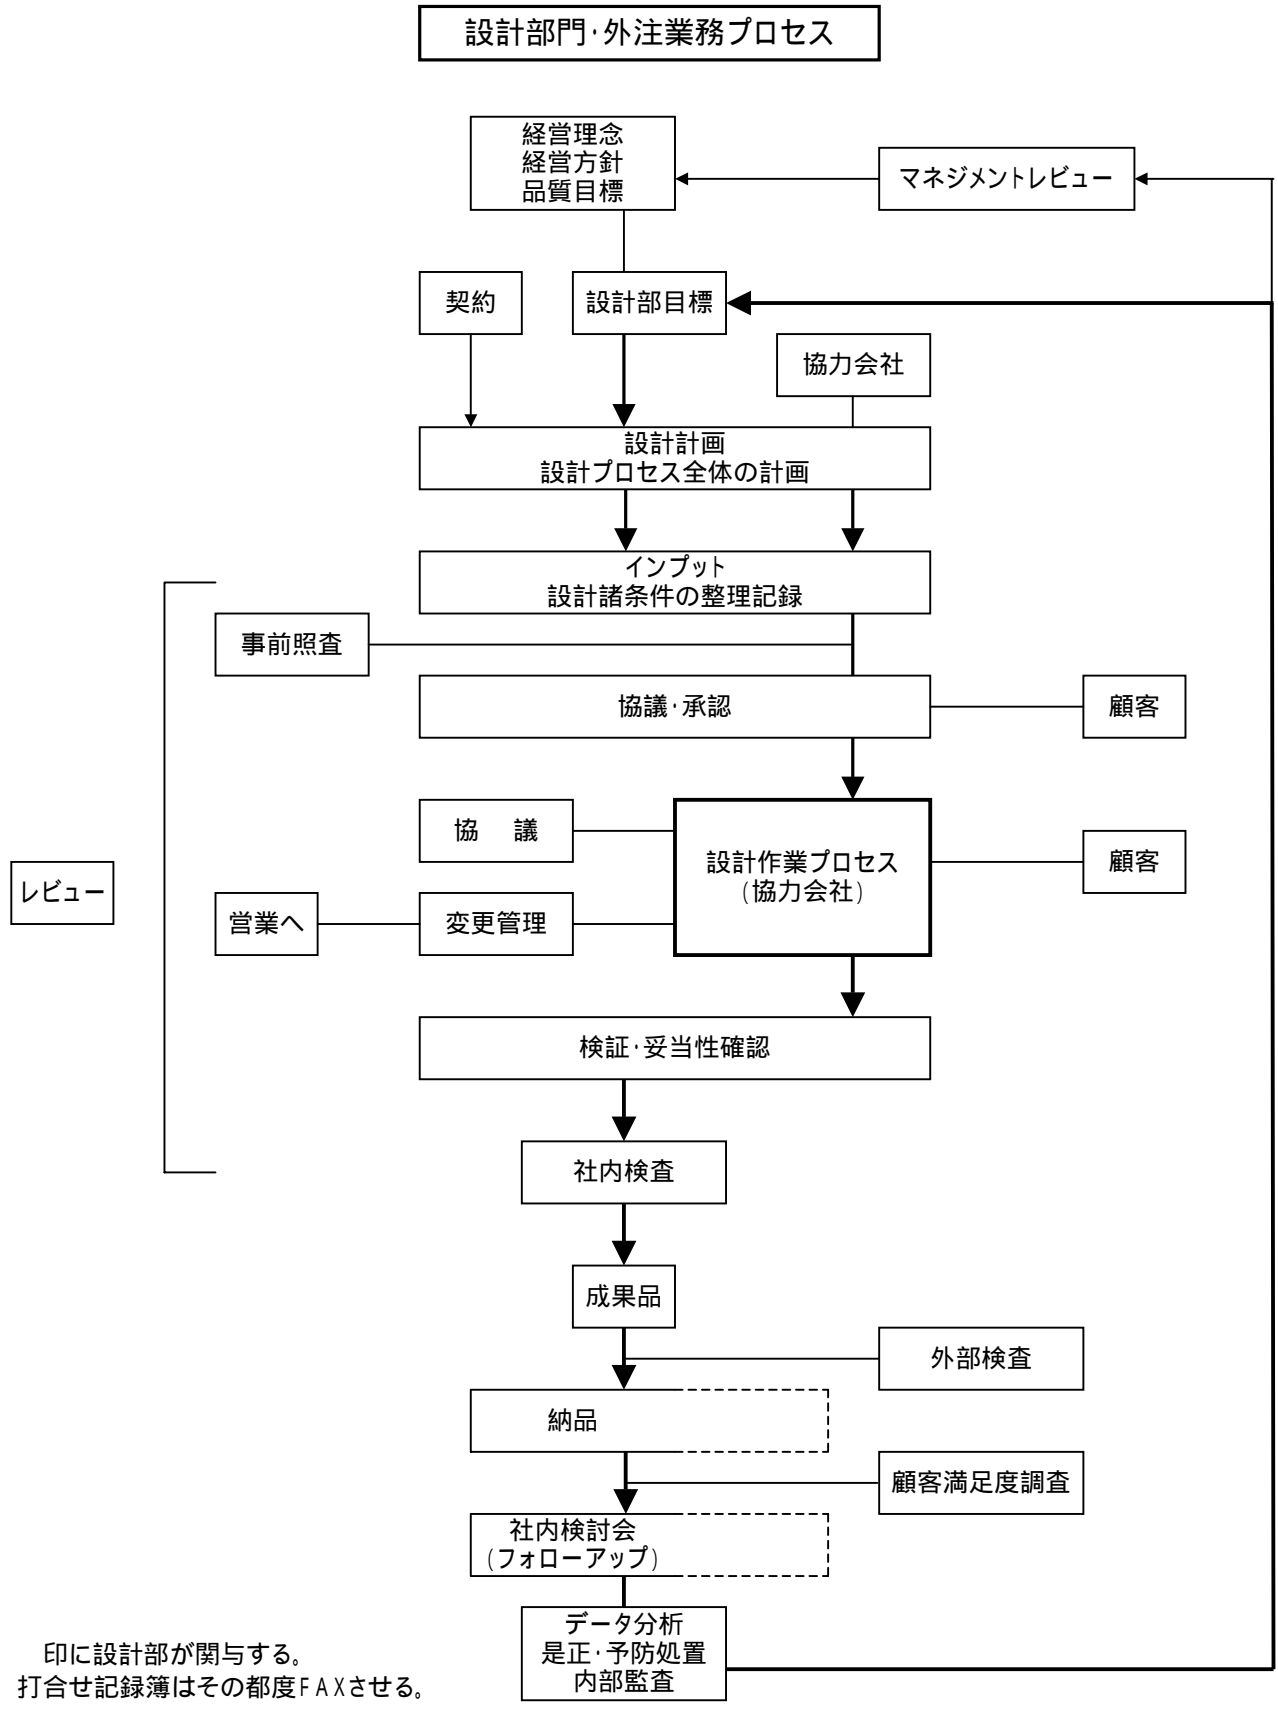 設計部門・外注業務プロセス
経営理念
経営方針
品質目標
マネジメントレビュー
契約
設計部目標
協力会社
設計計画
設計プロセス全体の計画
インプット
設計諸条件の整理記録
事前照査
協議・承認
顧客
協　議
設計作業プロセス
(協力会社)
顧客
レビュー
営業へ
変更管理
検証・妥当性確認
社内検査
成果品
外部検査
納品
顧客満足度調査
社内検討会
(フォローアップ)
データ分析
是正・予防処置
内部監査
印に設計部が関与する。
打合せ記録簿はその都度FAXさせる。